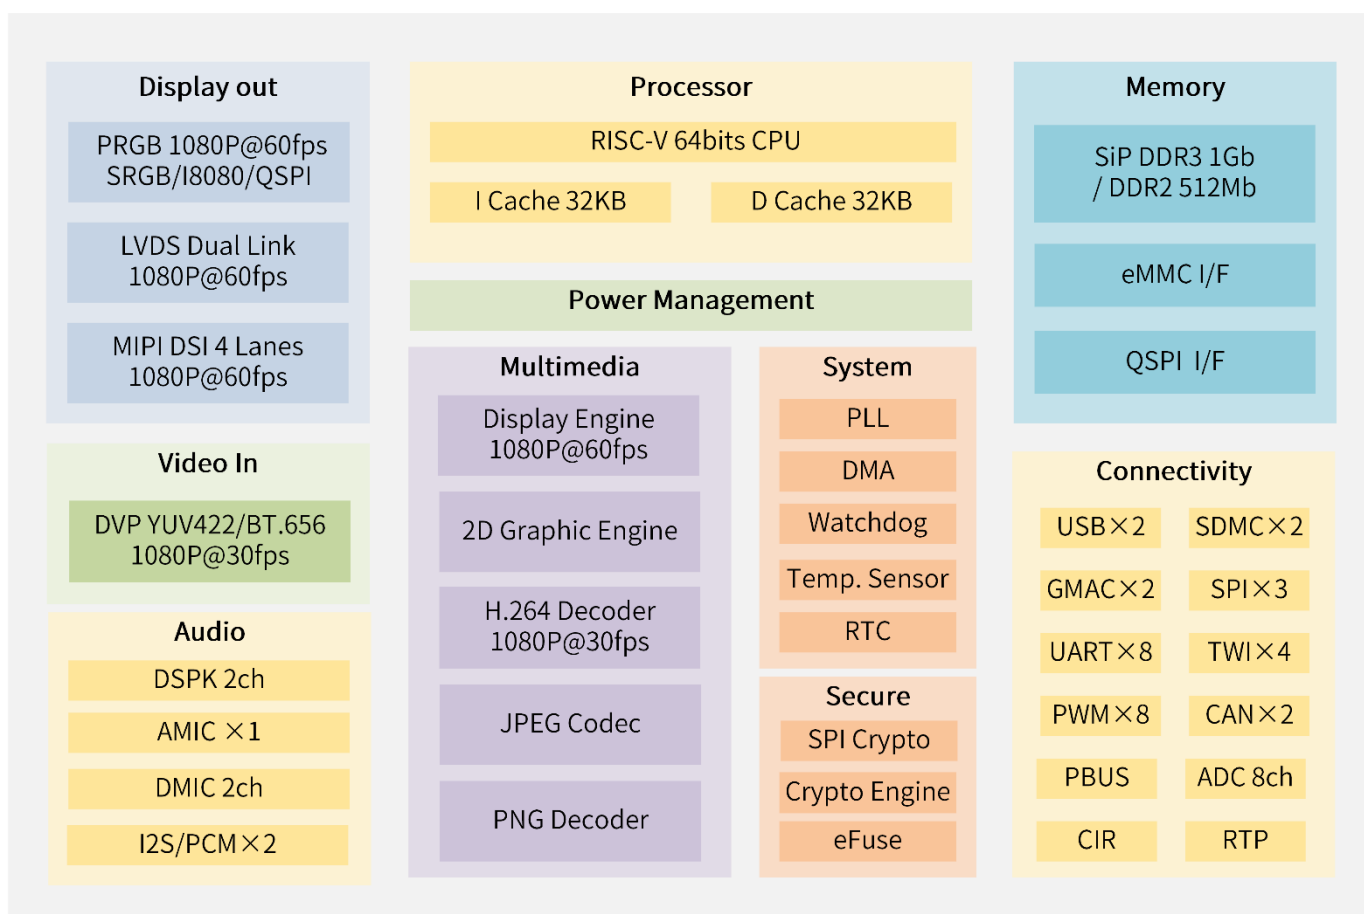 Display out
PRGB 1080P@60fps
SRGB/I8080/QSPI
LVDS Dual Link
1080P@60fps
MIPI DSI 4 Lanes
1080P@60fps
Video In
DVP YUV422/BT.656
1080P@30fps
Audio
DSPK 2ch
AMIC ×1
DMIC 2ch
I2S/PCM×2
Processor
RISC-V 64bits CPU
I Cache 32KB
D Cache 32KB
Power Management
Multimedia
Display Engine
1080P@60fps
2D Graphic Engine
H.264 Decoder
1080P@30fps
JPEG Codec
PNG Decoder
System
PLL
DMA
Watchdog
Temp. Sensor
RTC
Secure
SPI Crypto
Crypto Engine
eFuse
Memory
SiP DDR3 1Gb
/ DDR2 512Mb
eMMC I/F
QSPI I/F
Connectivity
USB×2
SDMC×2
GMAC×2
SPI×3
UART×8
TWI×4
PWM×8
CAN×2
PBUS
ADC 8ch
CIR
RTP